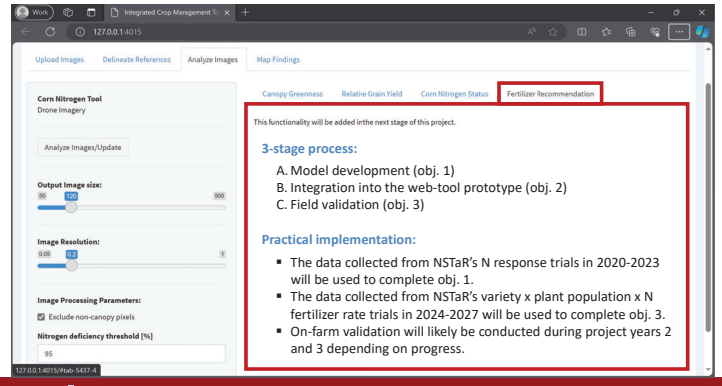 Work
Integrated Crop Management To
127.0.0.1:4015
Upload Images
Delineate References
Analyze Images
Map Findings
Corn Nitrogen Tool
Drone Imagery
Analyze Images/Update
Output Image size:
50
120
500
Image Resolution:
0.05
0.2
1
Image Processing Parameters:
Exclude non-canopy pixels
Nitrogen deficiency threshold [%]
95
127.0.0.1:4015/#tab-5437-4
Canopy Greenness
Relative Grain Yield
Corn Nitrogen Status
Fertilizer Recommendation
This functionality will be added inthe next stage of this project.
3-stage process:
A. Model development (obj. 1)
B. Integration into the web-tool prototype (obj. 2)
C. Field validation (obj. 3)
Practical implementation:
▪ The data collected from NSTaR's N response trials in 2020-2023
will be used to complete obj. 1.
▪ The data collected from NSTaR's variety x plant population x N
fertilizer rate trials in 2024-2027 will be used to complete obj. 3.
▪ On-farm validation will likely be conducted during project years 2
and 3 depending on progress.